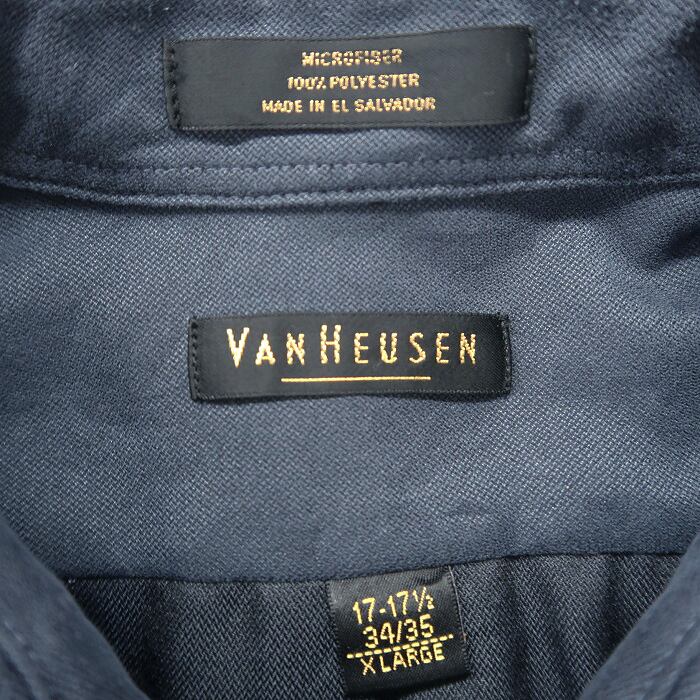 MICROFIBER
100% POLYESTER
MADE IN EL SALVADOR
VAN HEUSEN
17-17½
34/35
X LARGE